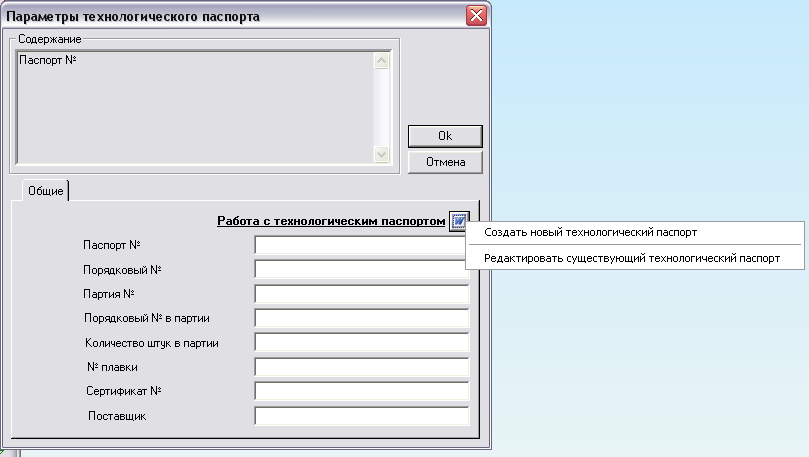 Параметры технологического паспорта
Содержание
Паспорт №
Ok
Отмена
Общие
Работа с технологическим паспортом
Создать новый технологический паспорт
Редактировать существующий технологический паспорт
Паспорт №
Порядковый №
Партия №
Порядковый № в партии
Количество штук в партии
№ плавки
Сертификат №
Поставщик